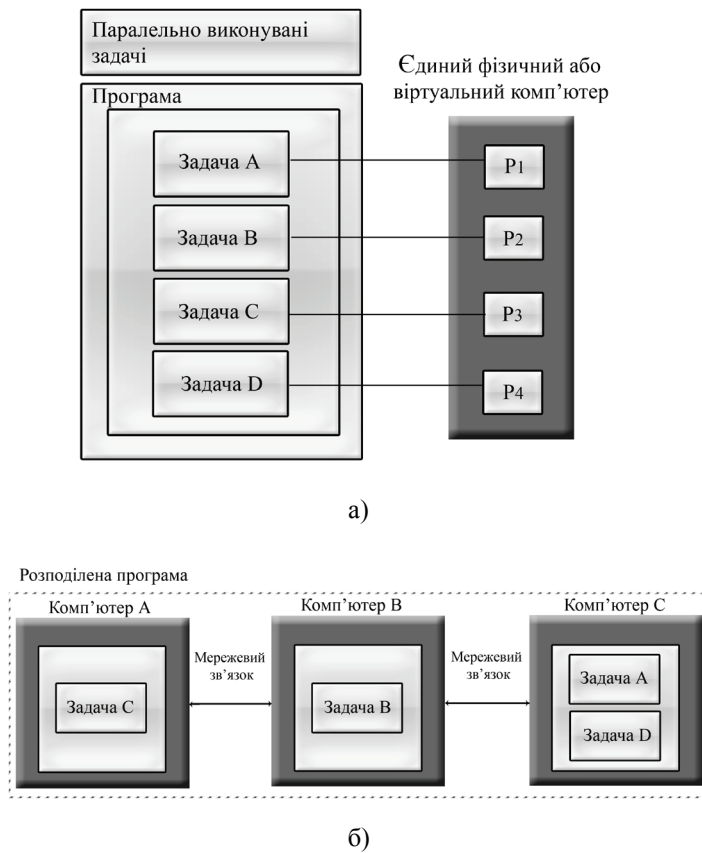 Паралельно виконувані
задачі
Програма
Єдиний фізичний або
віртуальний комп’ютер
Задача A
P1
Задача B
P2
Задача C
P3
Задача D
P4
а)
Розподілена програма
Комп’ютер A
Комп’ютер B
Комп’ютер C
Мережевий
зв’язок
Мережевий
зв’язок
Задача C
Задача B
Задача A
Задача D
б)